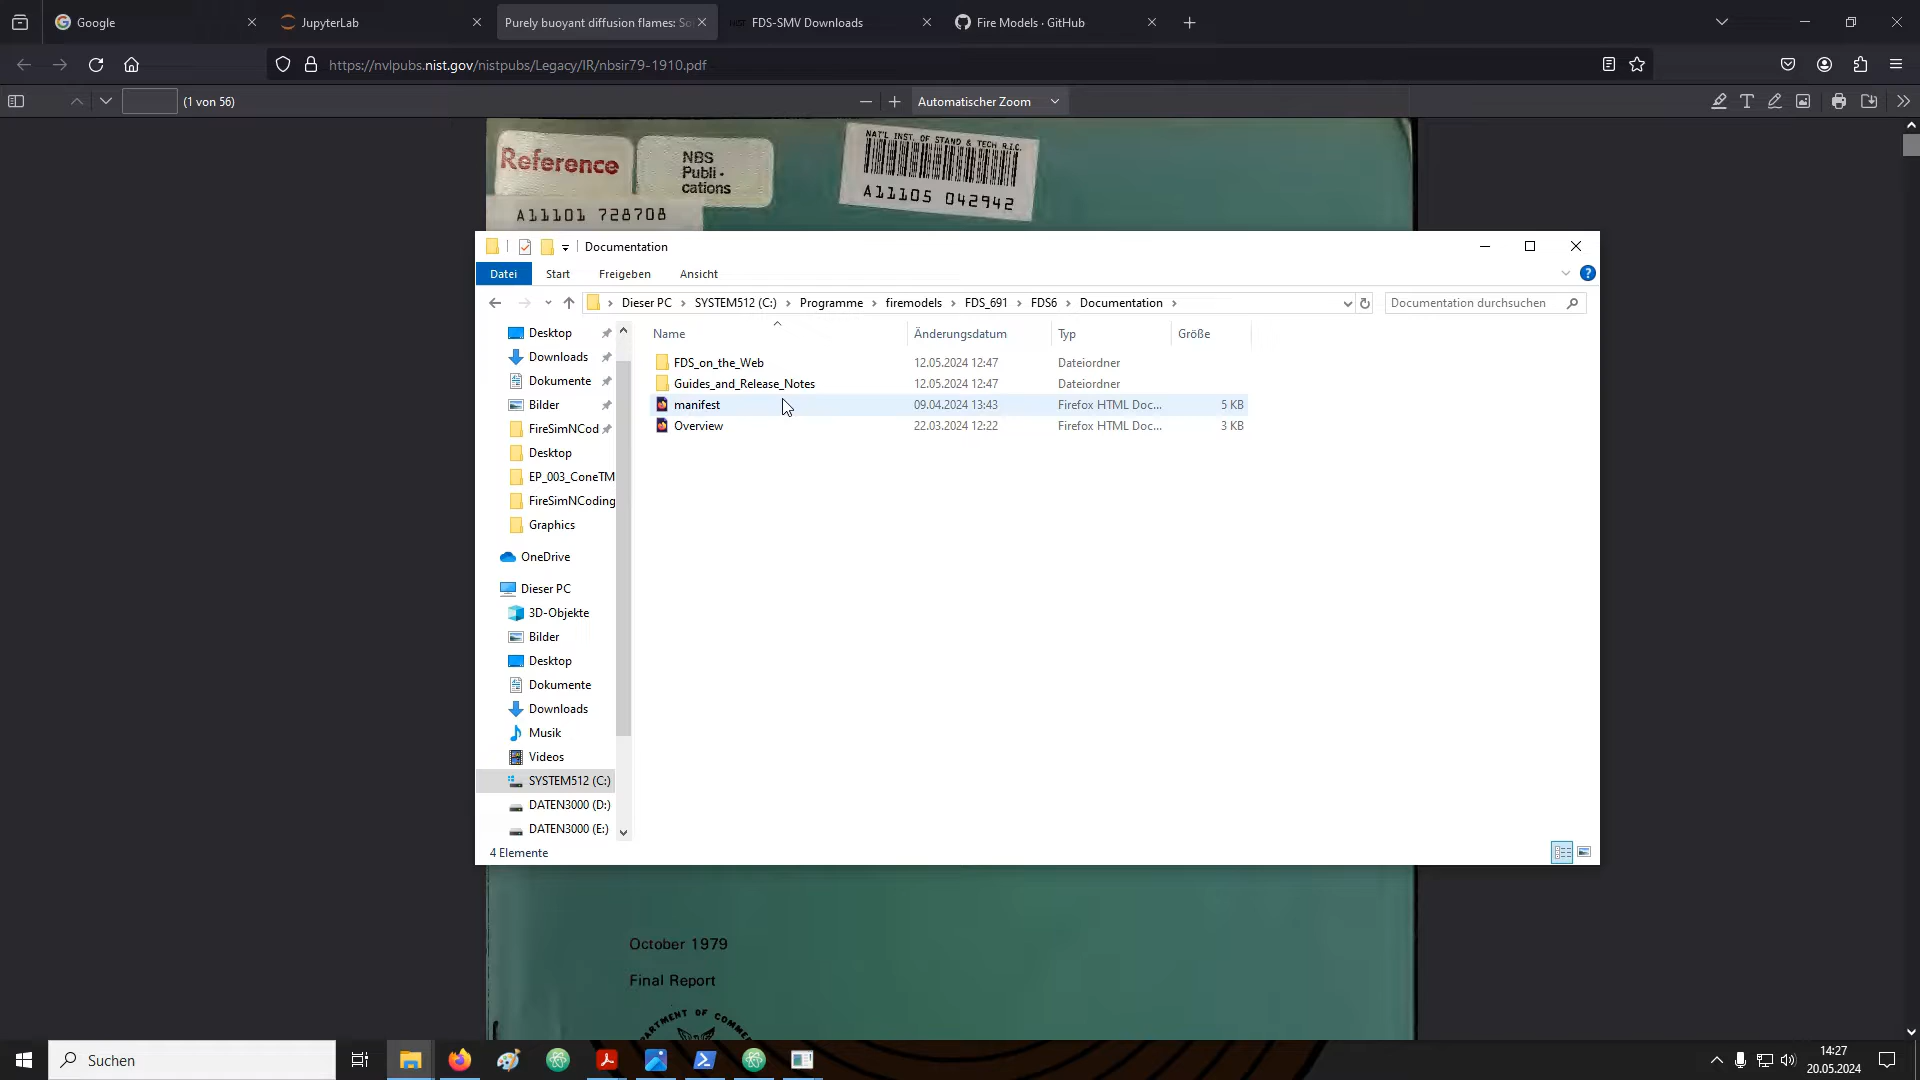 Google
JupyterLab
Purely buoyant diffusion flames: So
FDS-SMV Downloads
Fire Models · GitHub
https://nvlpubs.nist.gov/nistpubs/Legacy/IR/nbsir79-1910.pdf
(1 von 56)
Automatischer Zoom
Reference
NBS
Publi-
cations
NAT'L INST. OF STAND & TECH R.I.C.
A11105 042942
A11101 728708
Documentation
Datei
Start
Freigeben
Ansicht
Dieser PC
SYSTEM512 (C:)
Programme
firemodels
FDS_691
FDS6
Documentation
Documentation durchsuchen
Name
Änderungsdatum
Typ
Größe
FDS_on_the_Web
12.05.2024 12:47
Dateiordner
Guides_and_Release_Notes
12.05.2024 12:47
Dateiordner
manifest
09.04.2024 13:43
Firefox HTML Doc...
5 KB
Overview
22.03.2024 12:22
Firefox HTML Doc...
3 KB
Desktop
Downloads
Dokumente
Bilder
FireSimNCod
Desktop
EP_003_ConeTM
FireSimNCoding
Graphics
OneDrive
Dieser PC
3D-Objekte
Bilder
Desktop
Dokumente
Downloads
Musik
Videos
SYSTEM512 (C:)
DATEN3000 (D:)
DATEN3000 (E:)
4 Elemente
October 1979
Final Report
Suchen
14:27
20.05.2024